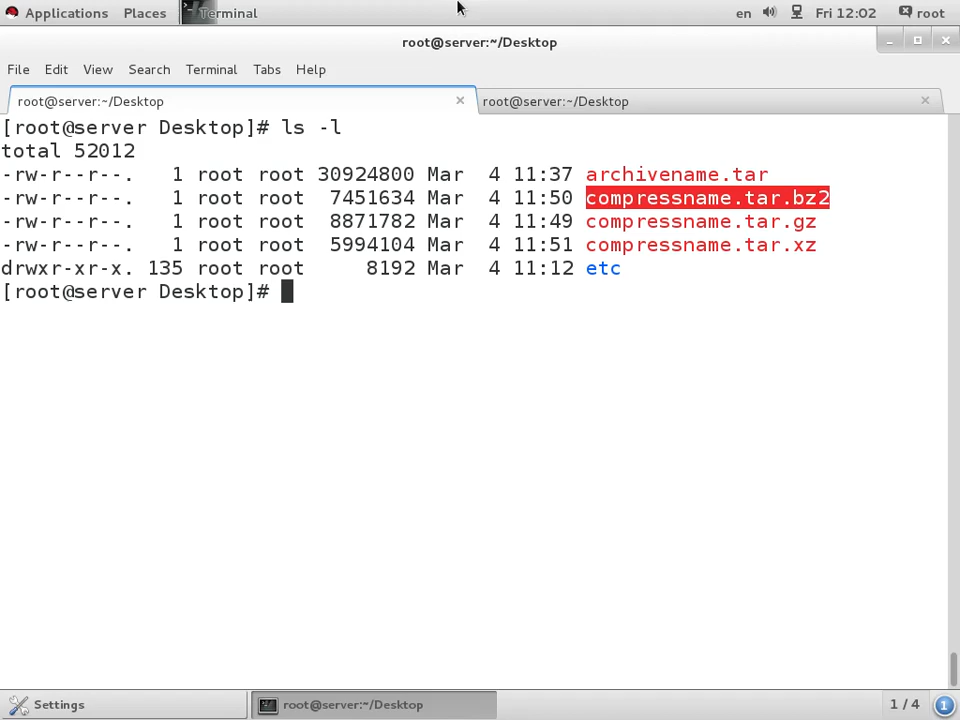 Applications Places Terminal en Fri 12:02 root
root@server:~/Desktop
File Edit View Search Terminal Tabs Help
root@server:~/Desktop root@server:~/Desktop
[root@server Desktop]# ls -l
total 52012
-rw-r--r--. 1 root root 30924800 Mar 4 11:37 archivename.tar
-rw-r--r--. 1 root root 7451634 Mar 4 11:50 compressname.tar.bz2
-rw-r--r--. 1 root root 8871782 Mar 4 11:49 compressname.tar.gz
-rw-r--r--. 1 root root 5994104 Mar 4 11:51 compressname.tar.xz
drwxr-xr-x. 135 root root 8192 Mar 4 11:12 etc
[root@server Desktop]#
Settings root@server:~/Desktop 1 / 4 1